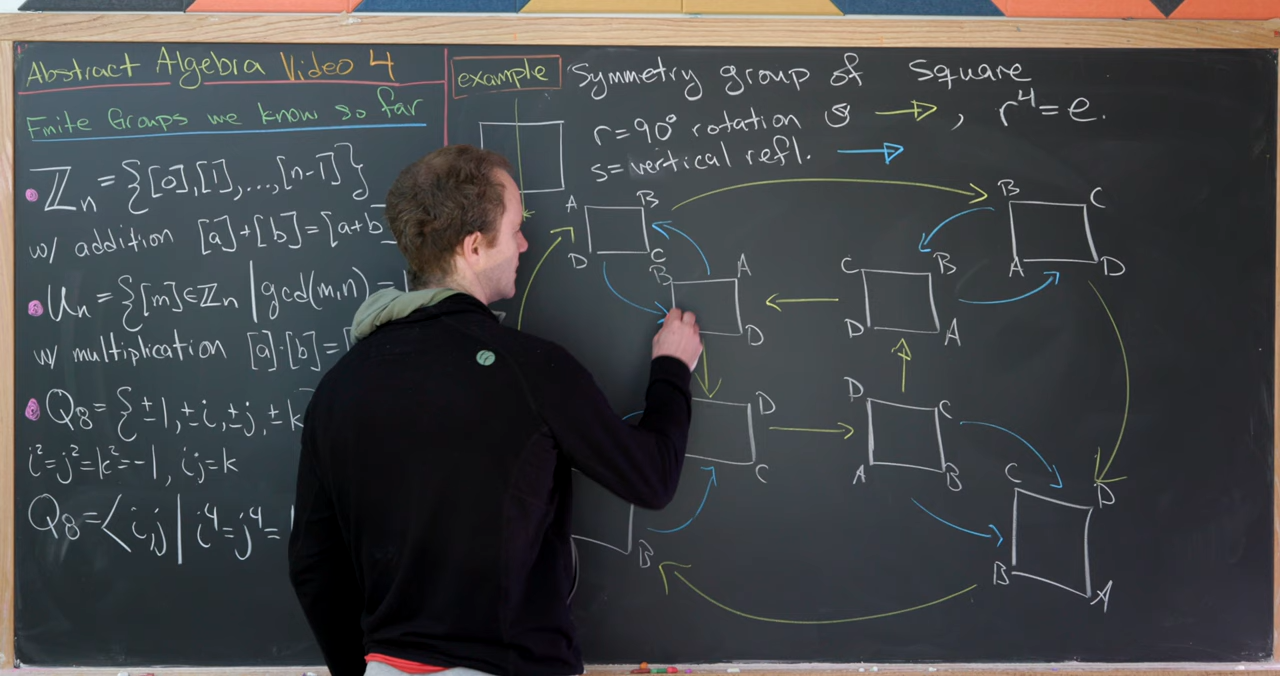 Abstract Algebra Video 4
Finite Groups we know so far
ℤn = {[0],[1],...,[n-1]}
w/ addition [a]+[b]=[a+b
Un = {[m]∈ℤn | gcd(m,n) =
w/ multiplication [a]·[b]=[
Q8 = {±1, ±i, ±j, ±k
i²=j²=k²=-1, ij=k
Q8 = <i,j | i⁴=j⁴=
example Symmetry group of Square
r=90° rotation ↺ →, r⁴=e.
s=vertical refl. →
A B
D C
B A
D
C B
D A
B C
A D
D
C
D C
A B
C D
B A
B